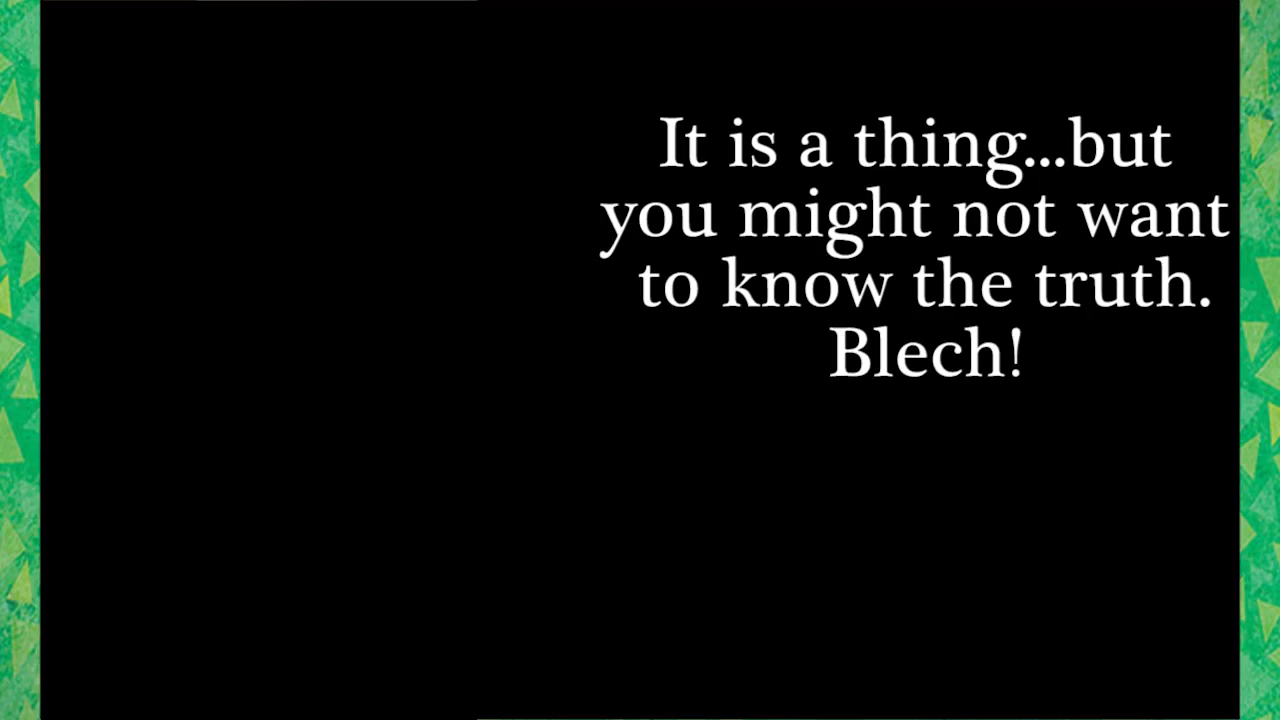 It is a thing...but
you might not want
to know the truth.
Blech!